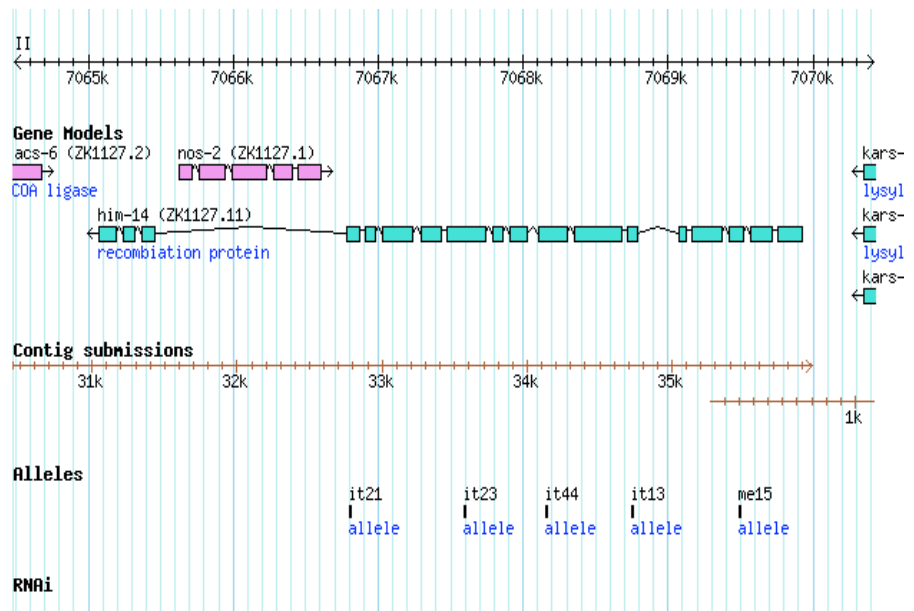 II
7065k 7066k 7067k 7068k 7069k 7070k
Gene Models
acs-6 (ZK1127.2) nos-2 (ZK1127.1) kars-
COA ligase lysyl
him-14 (ZK1127.11) kars-
recombiation protein lysyl
kars-
Contig submissions
31k 32k 33k 34k 35k
1k
Alleles
it21 it23 it44 it13 me15
allele allele allele allele allele
RNAi